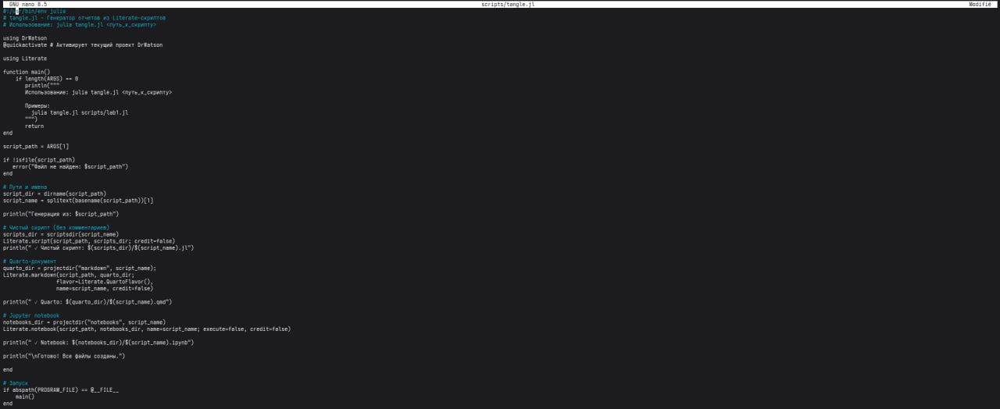 GNU nano 8.5 scripts/tangle.jl Modifié
#!/usr/bin/env julia
# tangle.jl - Генератор отчетов из Literate-скриптов
# Использование: julia tangle.jl <путь_к_скрипту>
using DrWatson
@quickactivate # Активирует текущий проект DrWatson
using Literate
function main()
    if length(ARGS) == 0
       println("""
       Использование: julia tangle.jl <путь_к_скрипту>
       Примеры:
         julia tangle.jl scripts/lab1.jl
       """)
       return
end
script_path = ARGS[1]
if !isfile(script_path)
   error("Файл не найден: $script_path")
end
# Пути и имена
script_dir = dirname(script_path)
script_name = splitext(basename(script_path))[1]
println("Генерация из: $script_path")
# Чистый скрипт (без комментариев)
scripts_dir = scriptsdir(script_name)
Literate.script(script_path, scripts_dir; credit=false)
println(" ✓ Чистый скрипт: $(scripts_dir)/$(script_name).jl")
# Quarto-документ
quarto_dir = projectdir("markdown", script_name);
Literate.markdown(script_path, quarto_dir;
                 flavor=Literate.QuartoFlavor(),
                 name=script_name, credit=false)
println(" ✓ Quarto: $(quarto_dir)/$(script_name).qmd")
# Jupyter notebook
notebooks_dir = projectdir("notebooks", script_name)
Literate.notebook(script_path, notebooks_dir, name=script_name; execute=false, credit=false)
println(" ✓ Notebook: $(notebooks_dir)/$(script_name).ipynb")
println("\nГотово! Все файлы созданы.")
end
# Запуск
if abspath(PROGRAM_FILE) == @__FILE__
    main()
end